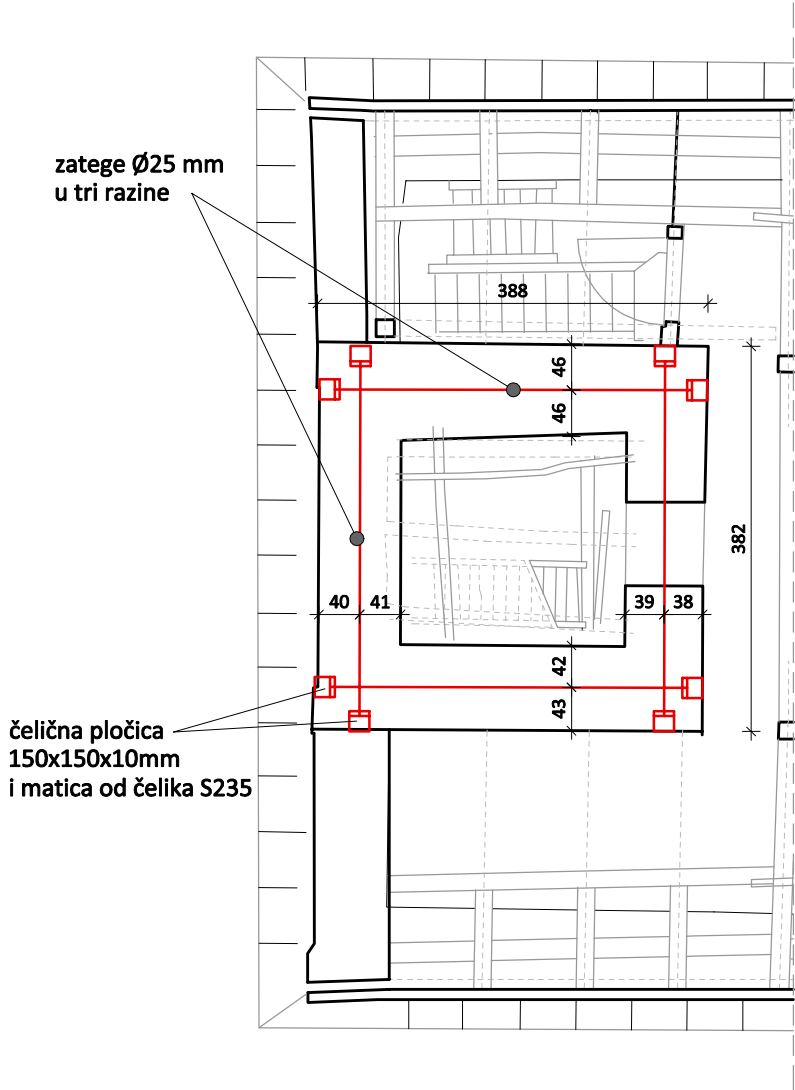 zatege Ø25 mm
u tri razine
388
46
46
382
40
41
39
38
42
43
čelična pločica
150x150x10mm
i matica od čelika S235